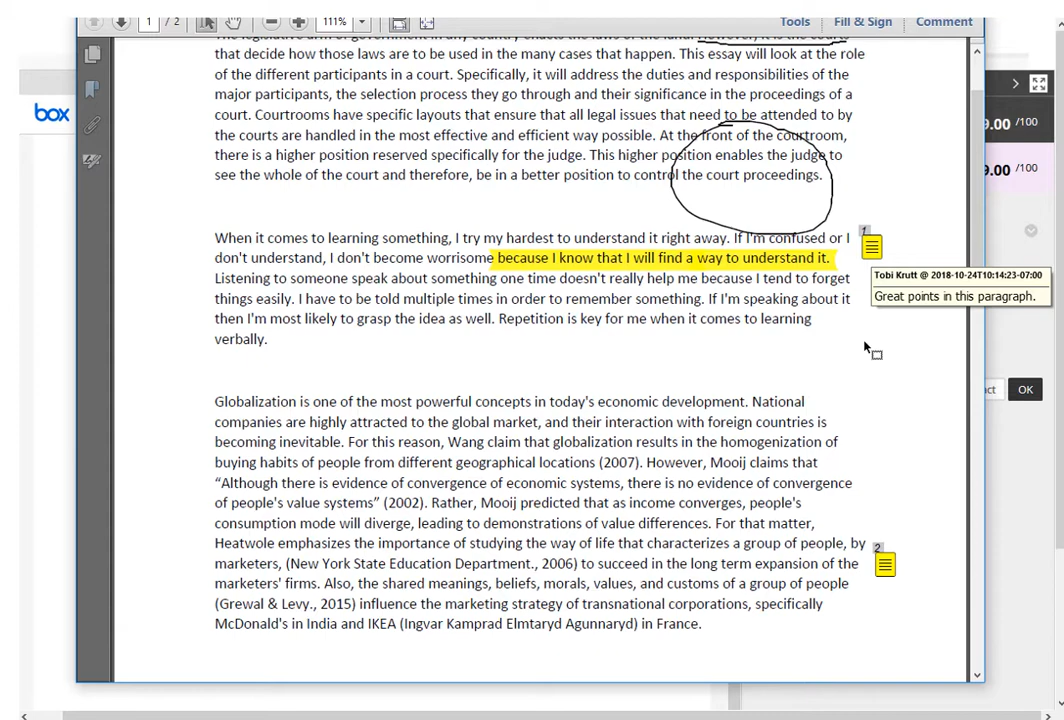 1 / 2
111%
Tools
Fill & Sign
Comment
box
that decide how those laws are to be used in the many cases that happen. This essay will look at the role
of the different participants in a court. Specifically, it will address the duties and responsibilities of the
major participants, the selection process they go through and their significance in the proceedings of a
court. Courtrooms have specific layouts that ensure that all legal issues that need to be attended to by
the courts are handled in the most effective and efficient way possible. At the front of the courtroom,
there is a higher position reserved specifically for the judge. This higher position enables the judge to
see the whole of the court and therefore, be in a better position to control the court proceedings.
9.00 /100
9.00 /100
When it comes to learning something, I try my hardest to understand it right away. If I'm confused or I
don't understand, I don't become worrisome because I know that I will find a way to understand it.
Listening to someone speak about something one time doesn't really help me because I tend to forget
things easily. I have to be told multiple times in order to remember something. If I'm speaking about it
then I'm most likely to grasp the idea as well. Repetition is key for me when it comes to learning
verbally.
1
Tobi Krutt @ 2018-10-24T10:14:23-07:00
Great points in this paragraph.
OK
Globalization is one of the most powerful concepts in today's economic development. National
companies are highly attracted to the global market, and their interaction with foreign countries is
becoming inevitable. For this reason, Wang claim that globalization results in the homogenization of
buying habits of people from different geographical locations (2007). However, Mooij claims that
“Although there is evidence of convergence of economic systems, there is no evidence of convergence
of people's value systems” (2002). Rather, Mooij predicted that as income converges, people's
consumption mode will diverge, leading to demonstrations of value differences. For that matter,
Heatwole emphasizes the importance of studying the way of life that characterizes a group of people, by
marketers, (New York State Education Department., 2006) to succeed in the long term expansion of the
marketers' firms. Also, the shared meanings, beliefs, morals, values, and customs of a group of people
(Grewal & Levy., 2015) influence the marketing strategy of transnational corporations, specifically
McDonald's in India and IKEA (Ingvar Kamprad Elmtaryd Agunnaryd) in France.
2